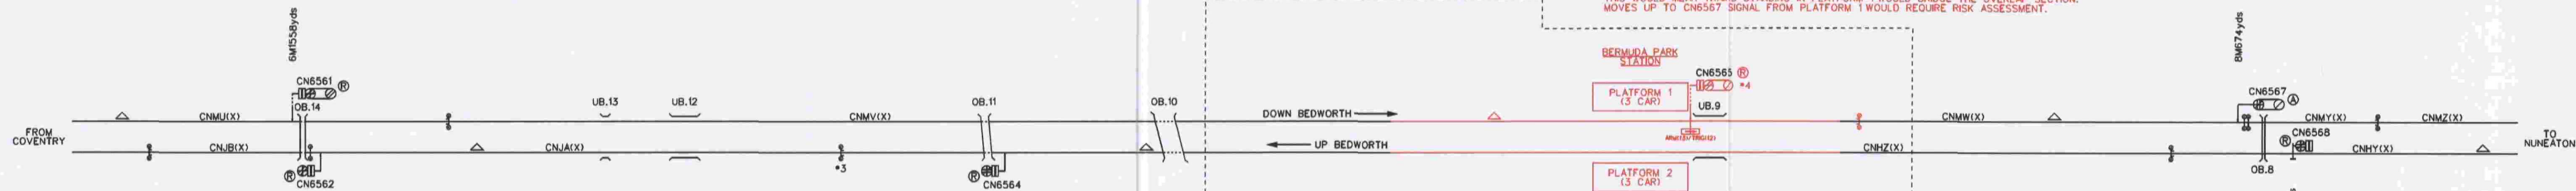 MOVES UP TO CN6567 SIGNAL FROM PLATFORM 1 WOULD REQUIRE RISK ASSESSMENT.
6M1558yds
8M674yds
BERMUDA PARK
STATION
CN6561 R
CN6565 R
*4
CN6567 A
PLATFORM 1
(3 CAR)
OB.14
UB.13
UB.12
OB.11
OB.10
UB.9
DOWN BEDWORTH
CNMU(X)
CNMV(X)
CNMW(X)
CNMY(X)
CNMZ(X)
FROM
COVENTRY
TO
NUNEATON
R CN6568
UP BEDWORTH
CNJB(X)
CNJA(X)
CNHZ(X)
CNHY(X)
*3
R
CN6562
R
CN6564
PLATFORM 2
(3 CAR)
OB.8